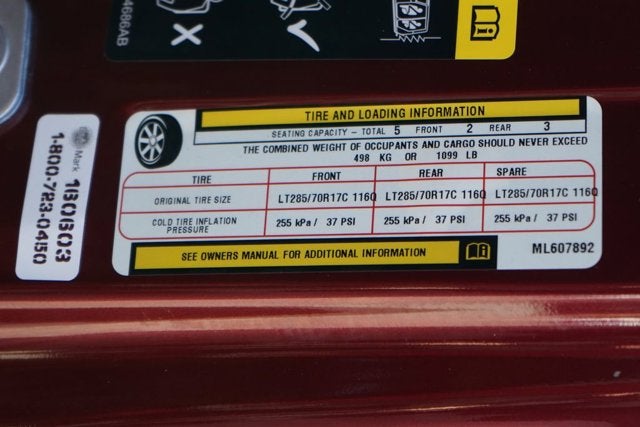 4686AB
Mark
1801603
1-800-723-0450
TIRE AND LOADING INFORMATION
SEATING CAPACITY - TOTAL 5 FRONT 2 REAR 3
THE COMBINED WEIGHT OF OCCUPANTS AND CARGO SHOULD NEVER EXCEED
498 KG OR 1099 LB
TIRE FRONT REAR SPARE
ORIGINAL TIRE SIZE LT285/70R17C 116Q LT285/70R17C 116Q LT285/70R17C 116Q
COLD TIRE INFLATION PRESSURE 255 kPa / 37 PSI 255 kPa / 37 PSI 255 kPa / 37 PSI
SEE OWNERS MANUAL FOR ADDITIONAL INFORMATION
ML607892